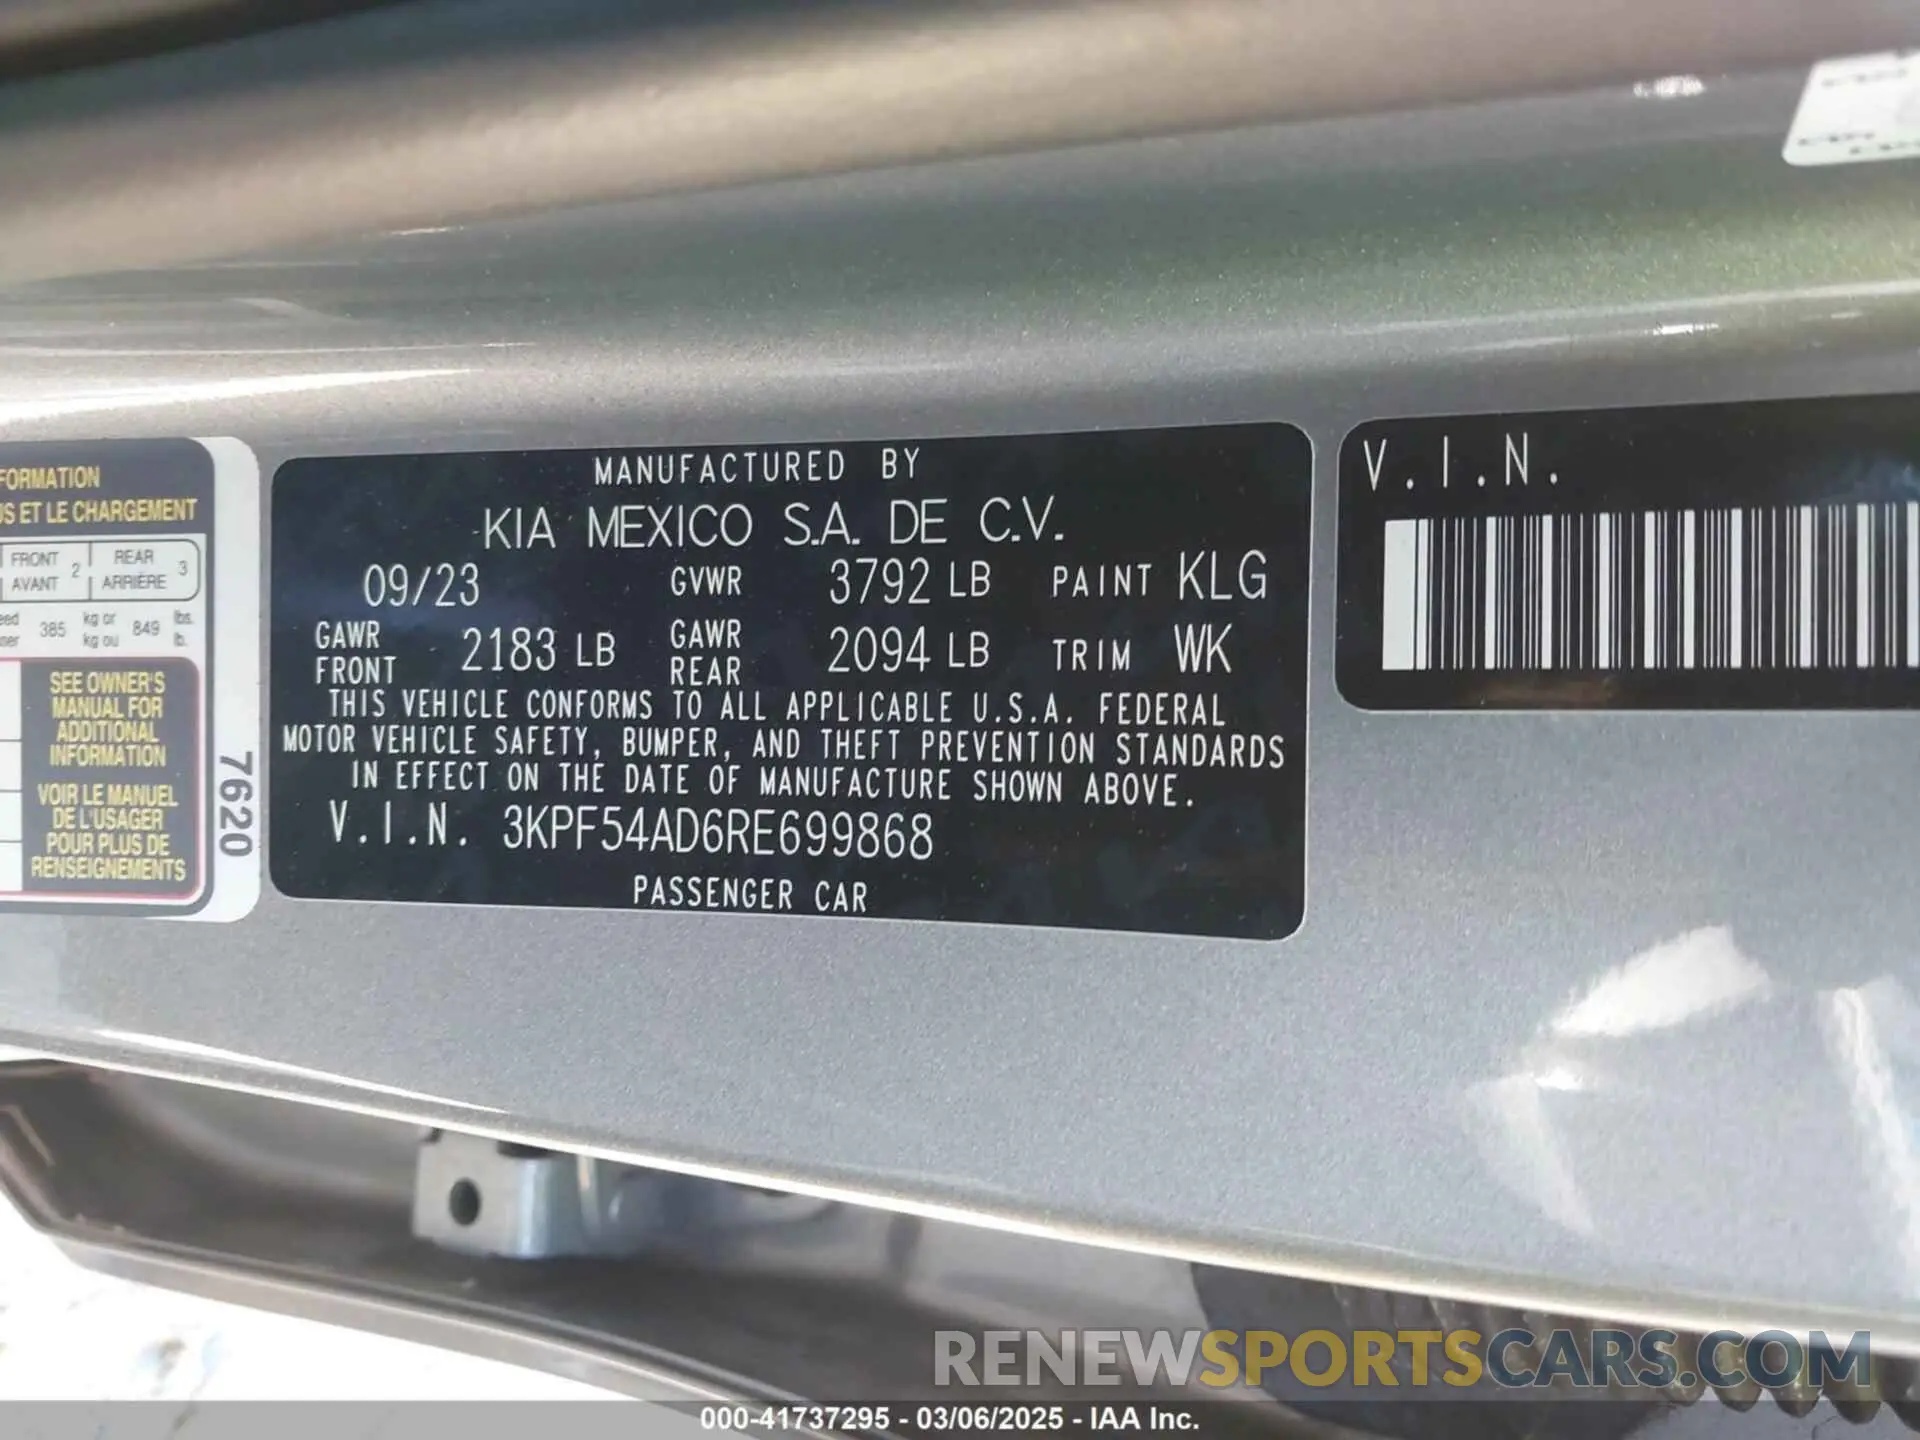 FORMATION
US ET LE CHARGEMENT
FRONT 2 REAR 3
AVANT ARRIÈRE
385 kg or 849 lbs.
kg ou lb.
SEE OWNER'S
MANUAL FOR
ADDITIONAL
INFORMATION
VOIR LE MANUEL
DE L'USAGER
POUR PLUS DE
RENSEIGNEMENTS
7620
MANUFACTURED BY
KIA MEXICO S.A. DE C.V.
09/23 GVWR 3792 LB PAINT KLG
GAWR FRONT 2183 LB GAWR REAR 2094 LB TRIM WK
THIS VEHICLE CONFORMS TO ALL APPLICABLE U.S.A. FEDERAL
MOTOR VEHICLE SAFETY, BUMPER, AND THEFT PREVENTION STANDARDS
IN EFFECT ON THE DATE OF MANUFACTURE SHOWN ABOVE.
V.I.N. 3KPF54AD6RE699868
PASSENGER CAR
V.I.N.
RENEWSPORTSCARS.COM
000-41737295 - 03/06/2025 - IAA Inc.